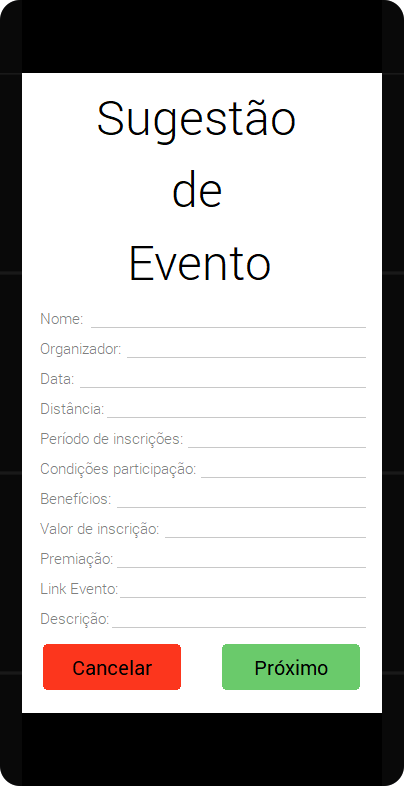 Sugestão
de
Evento
Nome:
Organizador:
Data:
Distância:
Período de inscrições:
Condições participação:
Benefícios:
Valor de inscrição:
Premiação:
Link Evento:
Descrição:
Cancelar Próximo